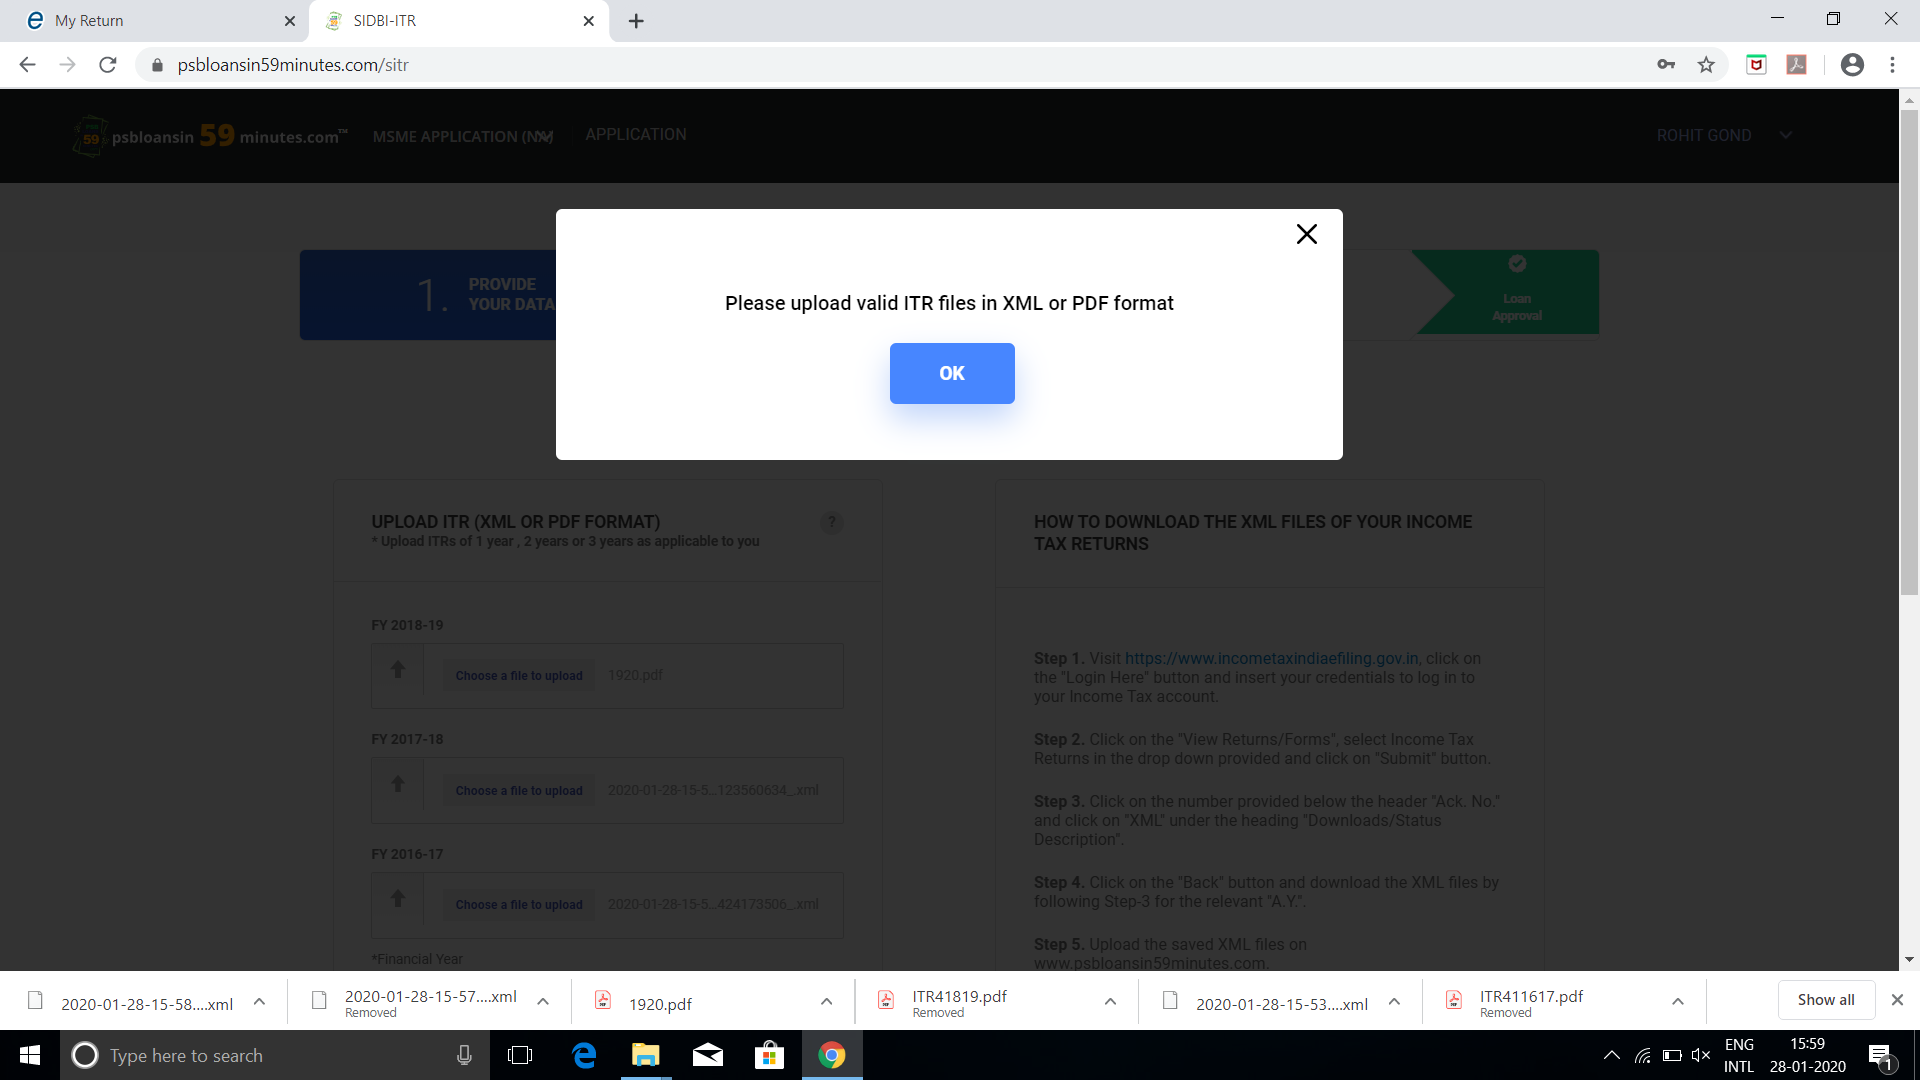 My Return
SIDBI-ITR
psbloansin59minutes.com/sitr
59
psbloansin 59 minutes.com™
MSME APPLICATION (N
APPLICATION
ROHIT GOND
1.
PROVIDE
YOUR DATA
Loan
Approval
Please upload valid ITR files in XML or PDF format
OK
UPLOAD ITR (XML OR PDF FORMAT)
?
* Upload ITRs of 1 year , 2 years or 3 years as applicable to you
FY 2018-19
Choose a file to upload
1920.pdf
FY 2017-18
Choose a file to upload
2020-01-28-15-5...123560634_.xml
FY 2016-17
Choose a file to upload
2020-01-28-15-5...424173506_.xml
*Financial Year
HOW TO DOWNLOAD THE XML FILES OF YOUR INCOME
TAX RETURNS
Step 1. Visit https://www.incometaxindiaefiling.gov.in, click on
the "Login Here" button and insert your credentials to log in to
your Income Tax account.
Step 2. Click on the "View Returns/Forms", select Income Tax
Returns in the drop down provided and click on "Submit" button.
Step 3. Click on the number provided below the header "Ack. No."
and click on "XML" under the heading "Downloads/Status
Description".
Step 4. Click on the "Back" button and download the XML files by
following Step-3 for the relevant "A.Y.".
Step 5. Upload the saved XML files on
www.psbloansin59minutes.com.
2020-01-28-15-58....xml
2020-01-28-15-57....xml
Removed
1920.pdf
ITR41819.pdf
Removed
2020-01-28-15-53....xml
ITR411617.pdf
Removed
Show all
Type here to search
ENG
INTL
15:59
28-01-2020
1